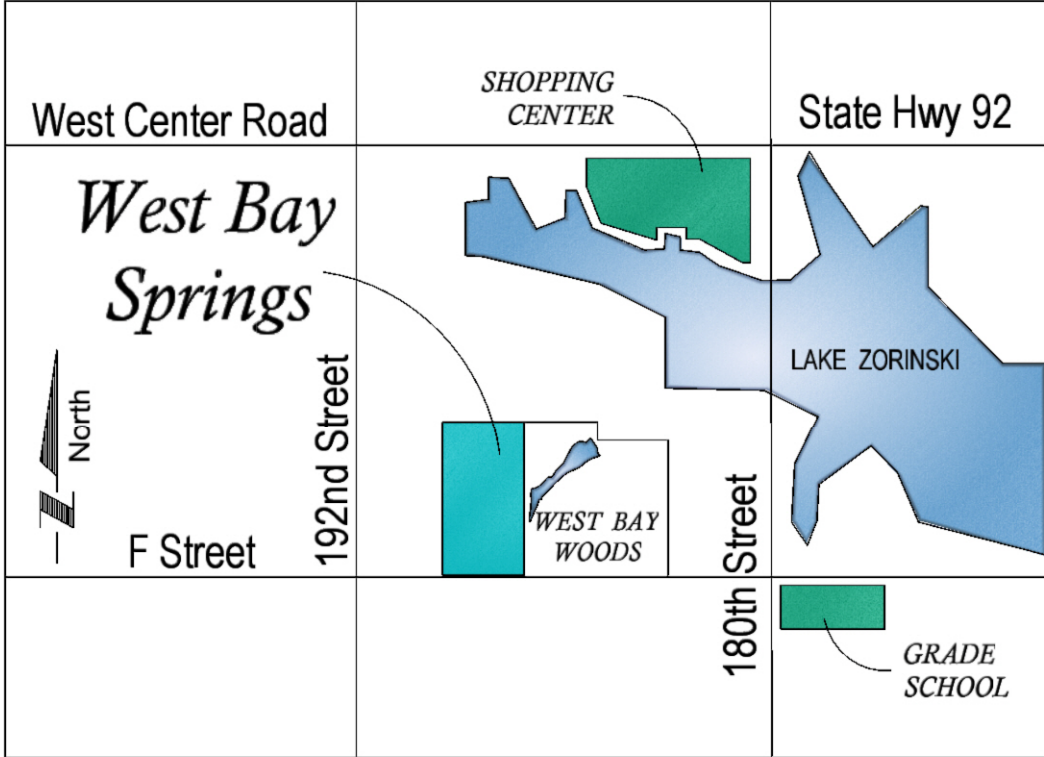 SHOPPING
CENTER
West Center Road
State Hwy 92
West Bay
Springs
LAKE ZORINSKI
North
192nd Street
WEST BAY
WOODS
F Street
180th Street
GRADE
SCHOOL